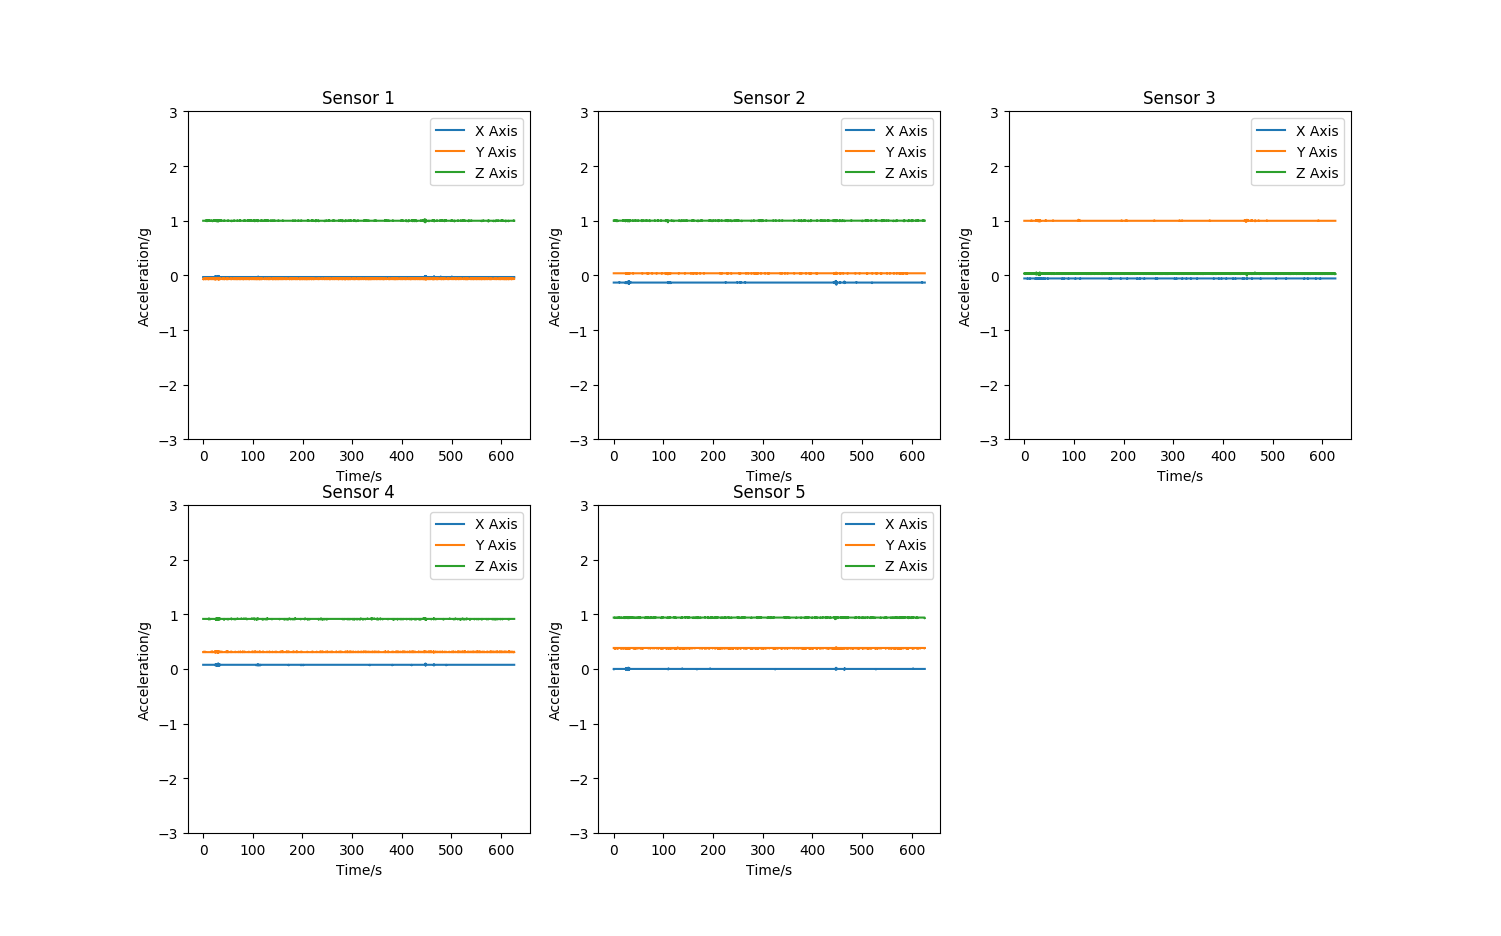 Sensor 1
3
2
1
0
−1
−2
−3
Acceleration/g
X Axis
Y Axis
Z Axis
0 100 200 300 400 500 600
Time/s
Sensor 2
3
2
1
0
−1
−2
−3
Acceleration/g
X Axis
Y Axis
Z Axis
0 100 200 300 400 500 600
Time/s
Sensor 3
3
2
1
0
−1
−2
−3
Acceleration/g
X Axis
Y Axis
Z Axis
0 100 200 300 400 500 600
Time/s
Sensor 4
3
2
1
0
−1
−2
−3
Acceleration/g
X Axis
Y Axis
Z Axis
0 100 200 300 400 500 600
Time/s
Sensor 5
3
2
1
0
−1
−2
−3
Acceleration/g
X Axis
Y Axis
Z Axis
0 100 200 300 400 500 600
Time/s